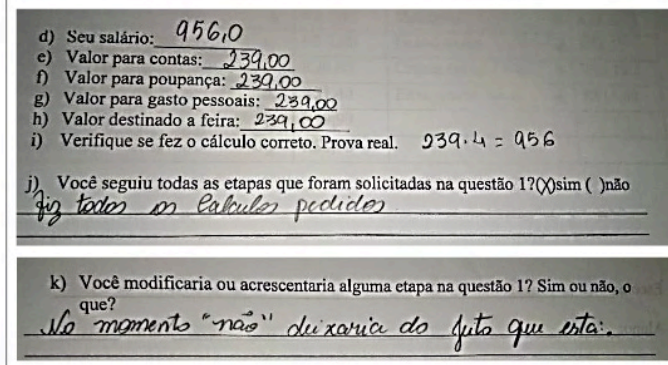 d) Seu salário: 956,0
e) Valor para contas: 239,00
f) Valor para poupança: 239,00
g) Valor para gasto pessoais: 239,00
h) Valor destinado a feira: 239,00
i) Verifique se fez o cálculo correto. Prova real. 239.4 = 956
j) Você seguiu todas as etapas que foram solicitadas na questão 1?(X)sim ( )não
fiz todos os calculos pedidos
k) Você modificaria ou acrescentaria alguma etapa na questão 1? Sim ou não, o
que?
No momento "não" deixaria do juto que esta:.